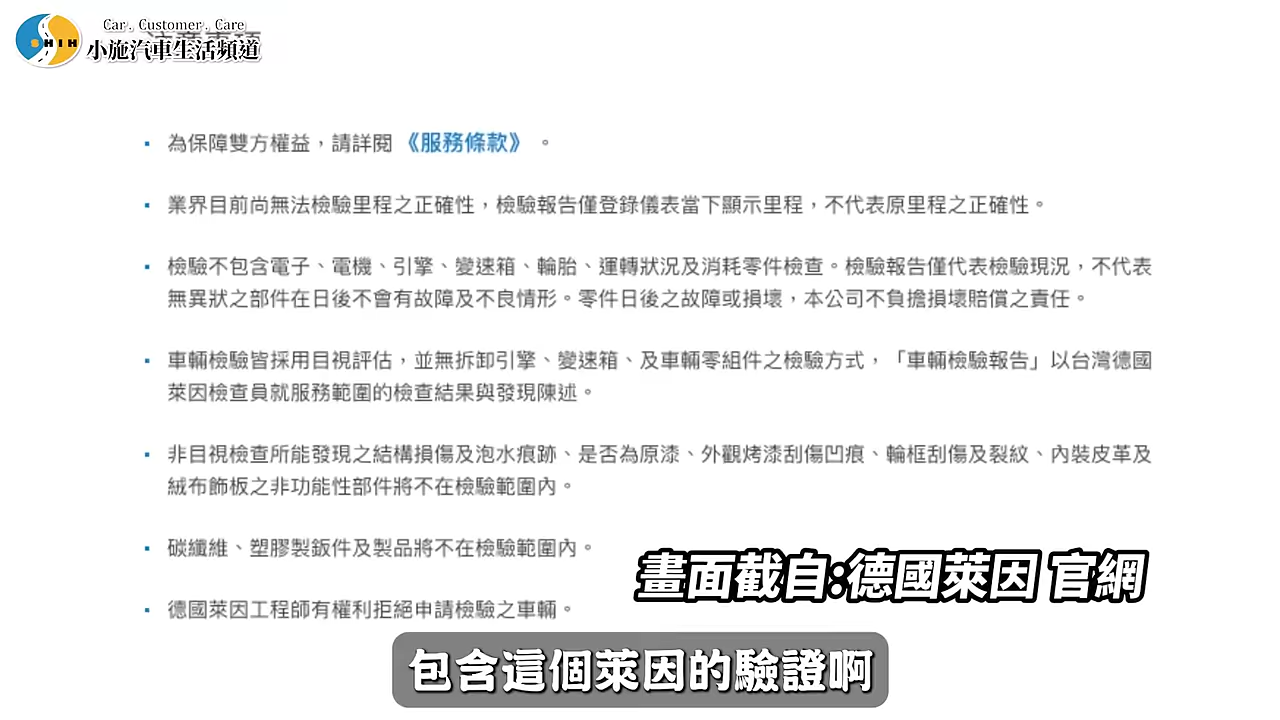 Car. Customer. Care
SHIH
小施汽車生活頻道
為保障雙方權益，請詳閱 《服務條款》 。
業界目前尚無法檢驗里程之正確性，檢驗報告僅登錄儀表當下顯示里程，不代表原里程之正確性。
檢驗不包含電子、電機、引擎、變速箱、輪胎、運轉狀況及消耗零件檢查。檢驗報告僅代表檢驗現況，不代表
無異狀之部件在日後不會有故障及不良情形。零件日後之故障或損壞，本公司不負擔損壞賠償之責任。
車輛檢驗皆採用目視評估，並無拆卸引擎、變速箱、及車輛零組件之檢驗方式，「車輛檢驗報告」以台灣德國
萊因檢查員就服務範圍的檢查結果與發現陳述。
非目視檢查所能發現之結構損傷及泡水痕跡、是否為原漆、外觀烤漆刮傷凹痕、輪框刮傷及裂紋、內裝皮革及
絨布飾板之非功能性部件將不在檢驗範圍內。
碳纖維、塑膠製鈑件及製品將不在檢驗範圍內。
德國萊因工程師有權利拒絕申請檢驗之車輛。
畫面截自:德國萊因 官網
包含這個萊因的驗證啊